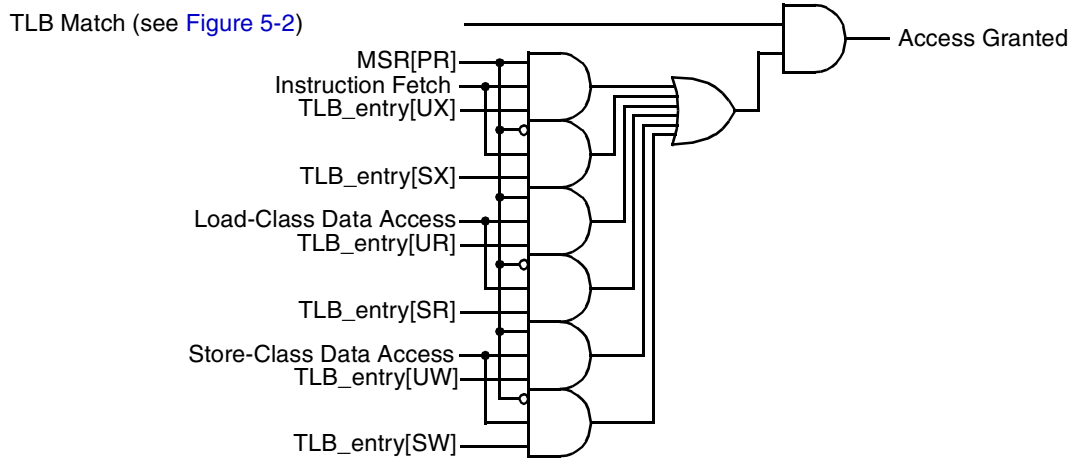 TLB Match (see Figure 5-2)
Access Granted
MSR[PR]
Instruction Fetch
TLB_entry[UX]
TLB_entry[SX]
Load-Class Data Access
TLB_entry[UR]
TLB_entry[SR]
Store-Class Data Access
TLB_entry[UW]
TLB_entry[SW]